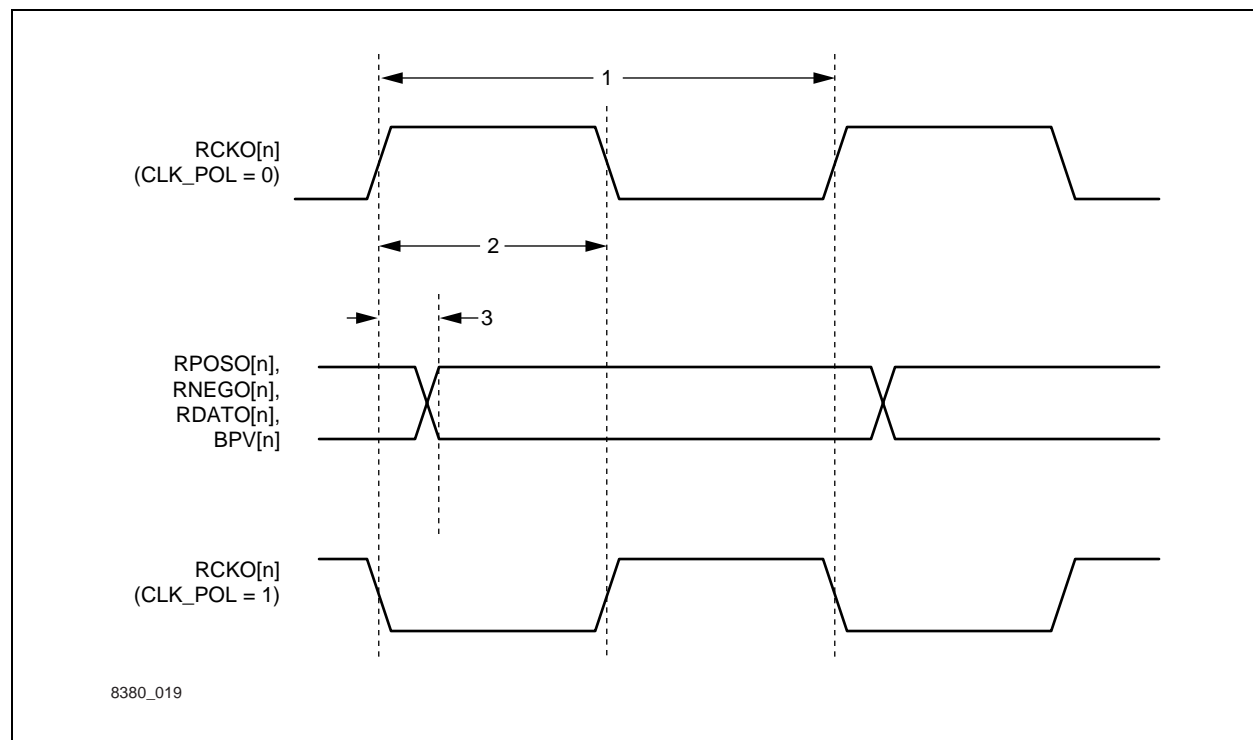 1
RCKO[n]
(CLK_POL = 0)
2
3
RPOSO[n],
RNEGO[n],
RDATO[n],
BPV[n]
RCKO[n]
(CLK_POL = 1)
8380_019